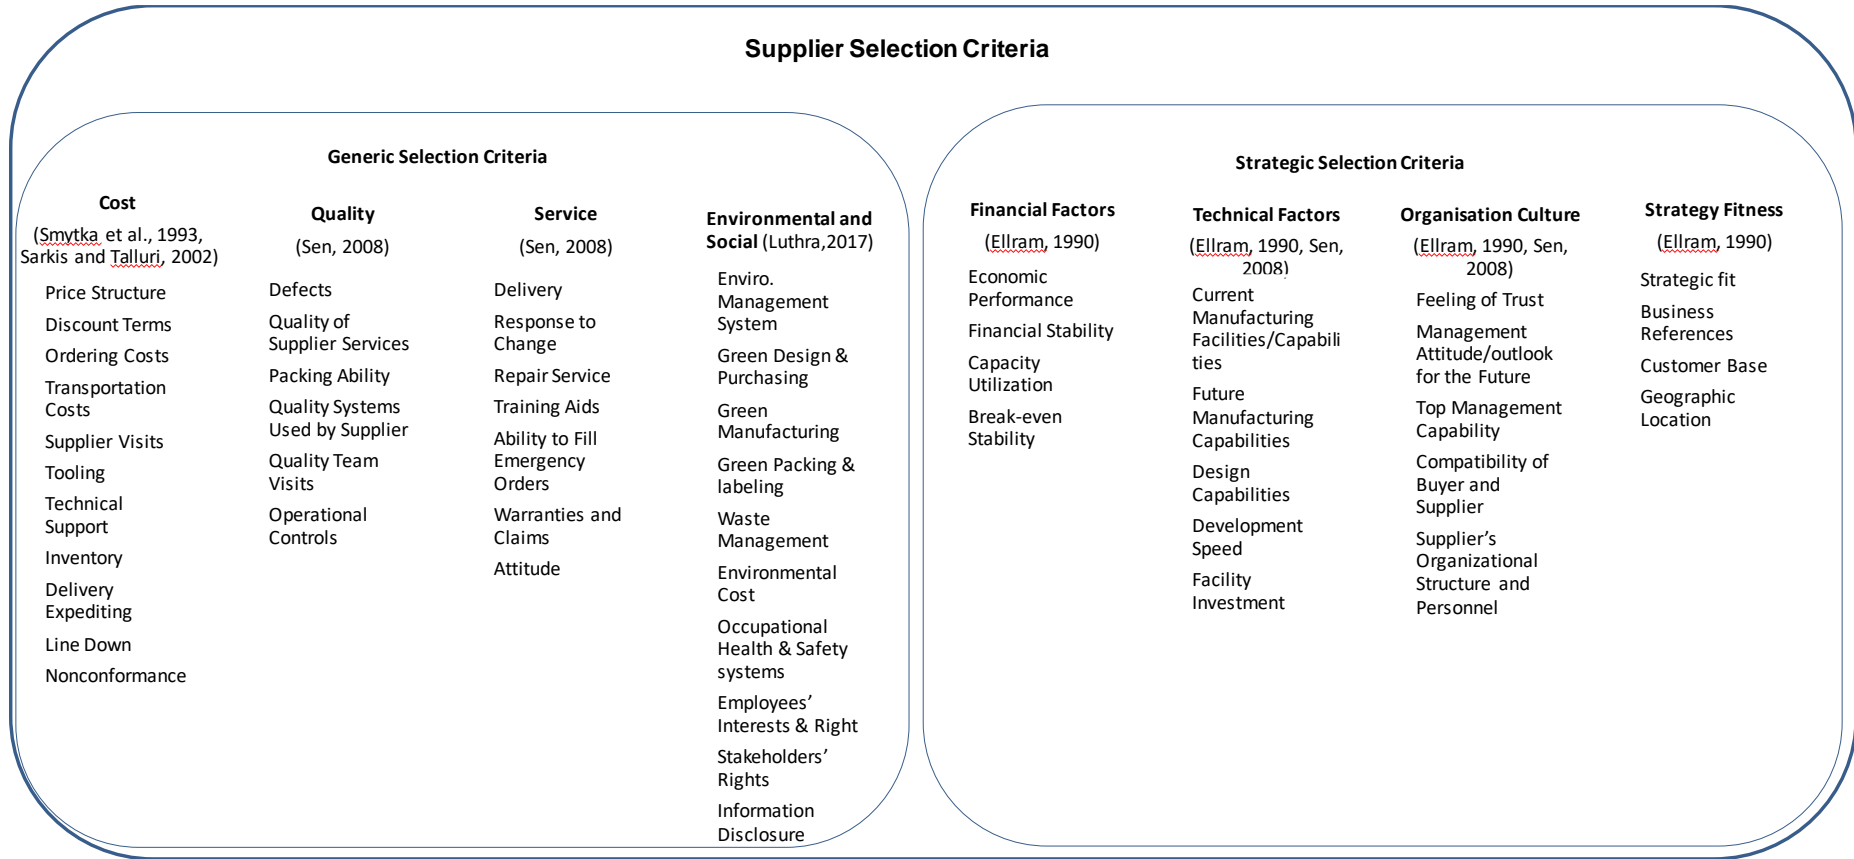 Supplier Selection Criteria
Generic Selection Criteria
Cost
(Smytka et al., 1993,
Sarkis and Talluri, 2002)
Price Structure
Discount Terms
Ordering Costs
Transportation
Costs
Supplier Visits
Tooling
Technical
Support
Inventory
Delivery
Expediting
Line Down
Nonconformance
Quality
(Sen, 2008)
Defects
Quality of
Supplier Services
Packing Ability
Quality Systems
Used by Supplier
Quality Team
Visits
Operational
Controls
Service
(Sen, 2008)
Delivery
Response to
Change
Repair Service
Training Aids
Ability to Fill
Emergency
Orders
Warranties and
Claims
Attitude
Environmental and
Social (Luthra,2017)
Enviro.
Management
System
Green Design &
Purchasing
Green
Manufacturing
Green Packing &
labeling
Waste
Management
Environmental
Cost
Occupational
Health & Safety
systems
Employees’
Interests & Right
Stakeholders’
Rights
Information
Disclosure
Strategic Selection Criteria
Financial Factors
(Ellram, 1990)
Economic
Performance
Financial Stability
Capacity
Utilization
Break-even
Stability
Technical Factors
(Ellram, 1990, Sen,
2008)
Current
Manufacturing
Facilities/Capabili
ties
Future
Manufacturing
Capabilities
Design
Capabilities
Development
Speed
Facility
Investment
Organisation Culture
(Ellram, 1990, Sen,
2008)
Feeling of Trust
Management
Attitude/outlook
for the Future
Top Management
Capability
Compatibility of
Buyer and
Supplier
Supplier’s
Organizational
Structure and
Personnel
Strategy Fitness
(Ellram, 1990)
Strategic fit
Business
References
Customer Base
Geographic
Location